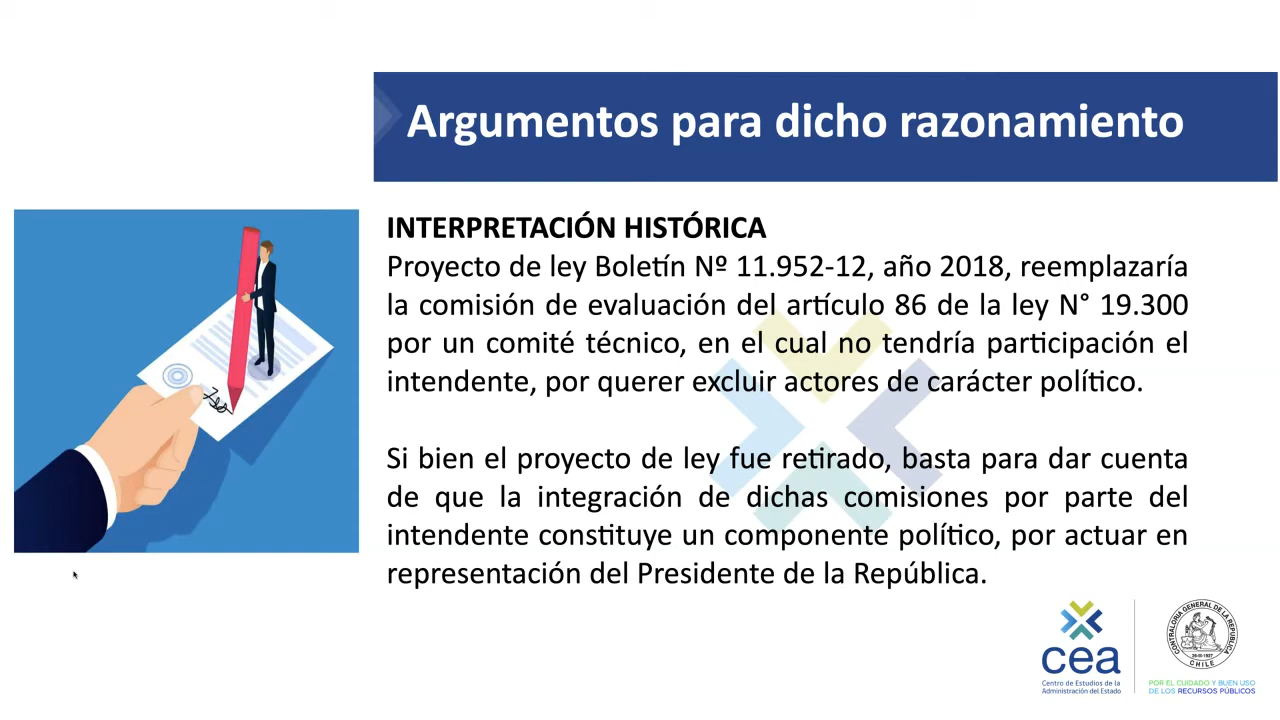 Argumentos para dicho razonamiento
INTERPRETACIÓN HISTÓRICA
Proyecto de ley Boletín Nº 11.952-12, año 2018, reemplazaría
la comisión de evaluación del artículo 86 de la ley N° 19.300
por un comité técnico, en el cual no tendría participación el
intendente, por querer excluir actores de carácter político.
Si bien el proyecto de ley fue retirado, basta para dar cuenta
de que la integración de dichas comisiones por parte del
intendente constituye un componente político, por actuar en
representación del Presidente de la República.
cea
Centro de Estudios de la
Administración del Estado
CONTRALORÍA GENERAL DE LA REPÚBLICA
26-III-1927
CHILE
POR EL CUIDADO Y BUEN USO
DE LOS RECURSOS PÚBLICOS